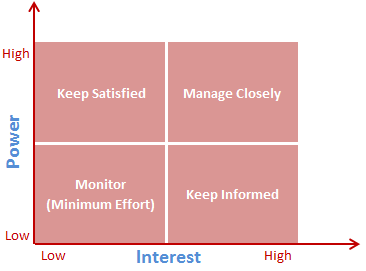 High
Keep Satisfied
Manage Closely
Power
Monitor
(Minimum Effort)
Keep Informed
Low
Low
Interest
High